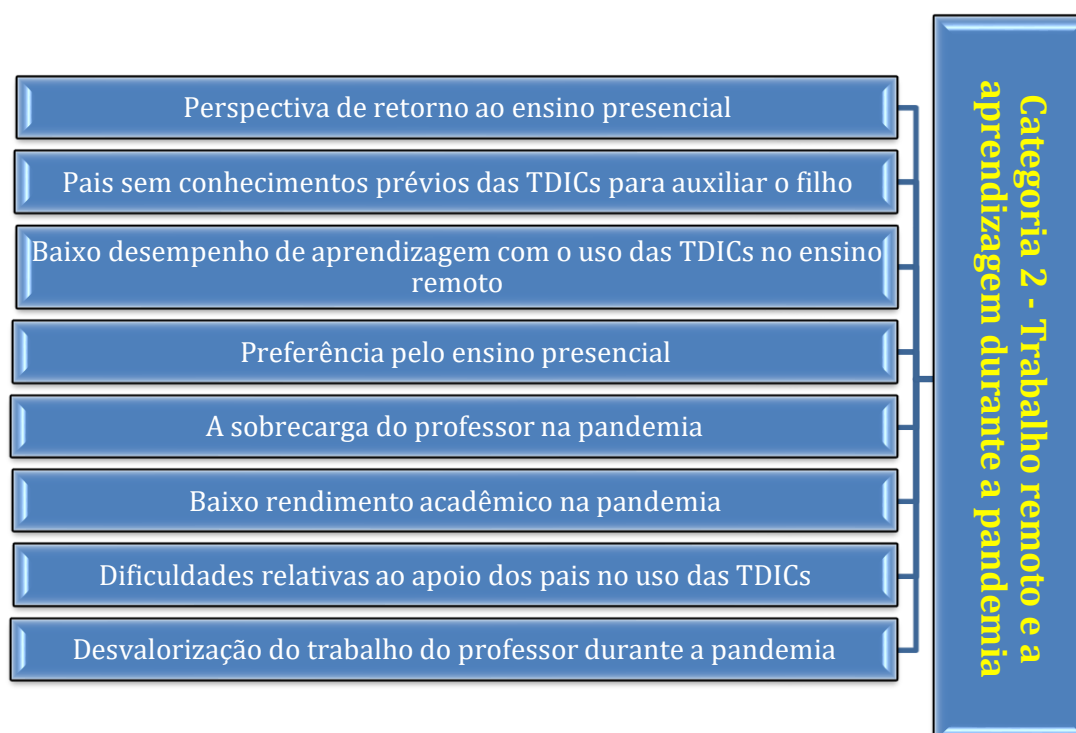 Perspectiva de retorno ao ensino presencial
Pais sem conhecimentos prévios das TDICs para auxiliar o filho
Baixo desempenho de aprendizagem com o uso das TDICs no ensino
remoto
Preferência pelo ensino presencial
A sobrecarga do professor na pandemia
Baixo rendimento acadêmico na pandemia
Dificuldades relativas ao apoio dos pais no uso das TDICs
Desvalorização do trabalho do professor durante a pandemia
Categoria 2 - Trabalho remoto e a
aprendizagem durante a pandemia